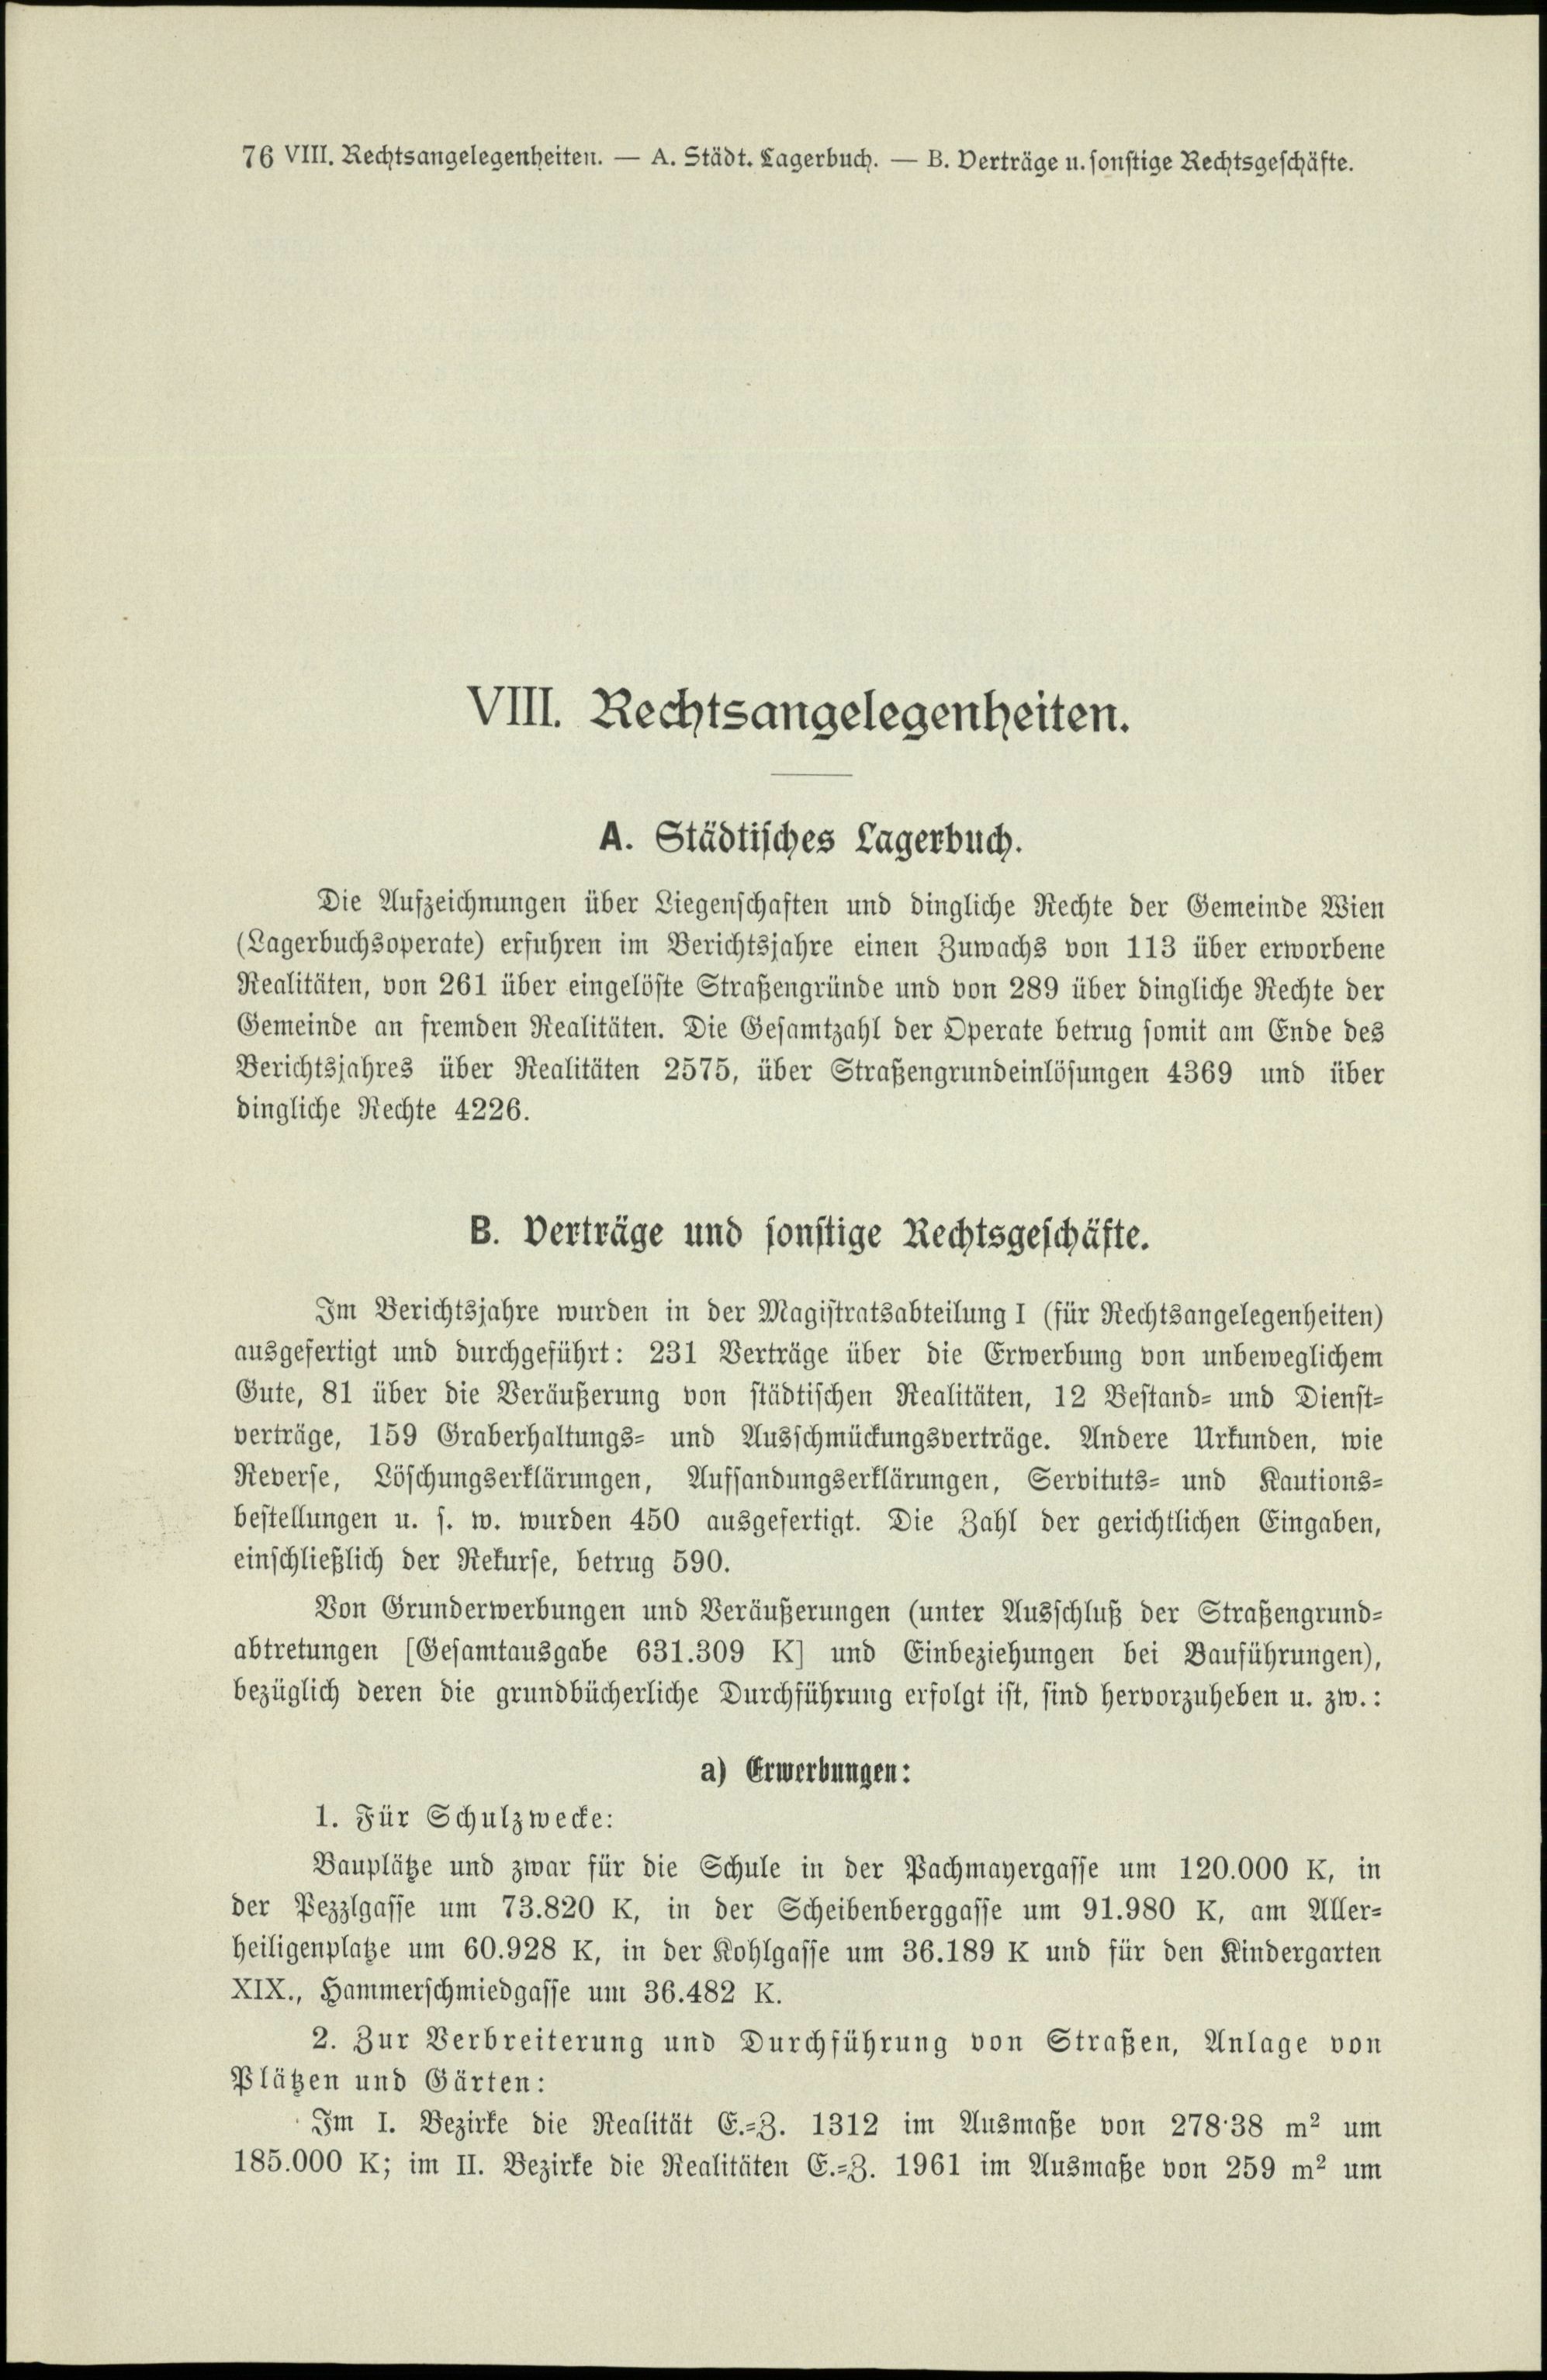 76 VIII. Rechtsangelegenheiten. — A. Städt. Lagerbuch. — B. Verträge u. sonstige Rechtsgeschäfte.
VIII. Rechtsangelegenheiten.
A. Städtisches Lagerbuch.
Die Aufzeichnungen über Liegenschaften und dingliche Rechte der Gemeinde Wien
(Lagerbuchsoperate) erfuhren im Berichtsjahre einen Zuwachs von 113 über erworbene
Realitäten, von 261 über eingelöste Straßengründe und von 289 über dingliche Rechte der
Gemeinde an fremden Realitäten. Die Gesamtzahl der Operate betrug somit am Ende des
Berichtsjahres über Realitäten 2575, über Straßengrundeinlösungen 4369 und über
dingliche Rechte 4226.
B. Verträge und sonstige Rechtsgeschäfte.
Im Berichtsjahre wurden in der Magistratsabteilung I (für Rechtsangelegenheiten)
ausgefertigt und durchgeführt: 231 Verträge über die Erwerbung von unbeweglichem
Gute, 81 über die Veräußerung von städtischen Realitäten, 12 Bestand- und Dienst-
verträge, 159 Graberhaltungs- und Ausschmückungsverträge. Andere Urkunden, wie
Reverse, Löschungserklärungen, Aufsandungserklärungen, Servituts- und Kautions-
bestellungen u. s. w. wurden 450 ausgefertigt. Die Zahl der gerichtlichen Eingaben,
einschließlich der Rekurse, betrug 590.
Von Grunderwerbungen und Veräußerungen (unter Ausschluß der Straßengrund-
abtretungen [Gesamtausgabe 631.309 K] und Einbeziehungen bei Bauführungen),
bezüglich deren die grundbücherliche Durchführung erfolgt ist, sind hervorzuheben u. zw.:
a) Erwerbungen:
1. Für Schulzwecke:
Bauplätze und zwar für die Schule in der Pachmayergasse um 120.000 K, in
der Pezzlgasse um 73.820 K, in der Scheibenberggasse um 91.980 K, am Aller-
heiligenplatze um 60.928 K, in der Kohlgasse um 36.189 K und für den Kindergarten
XIX., Hammerschmiedgasse um 36.482 K.
2. Zur Verbreiterung und Durchführung von Straßen, Anlage von
Plätzen und Gärten:
Im I. Bezirke die Realität E.-Z. 1312 im Ausmaße von 278·38 m² um
185.000 K; im II. Bezirke die Realitäten E.-Z. 1961 im Ausmaße von 259 m² um